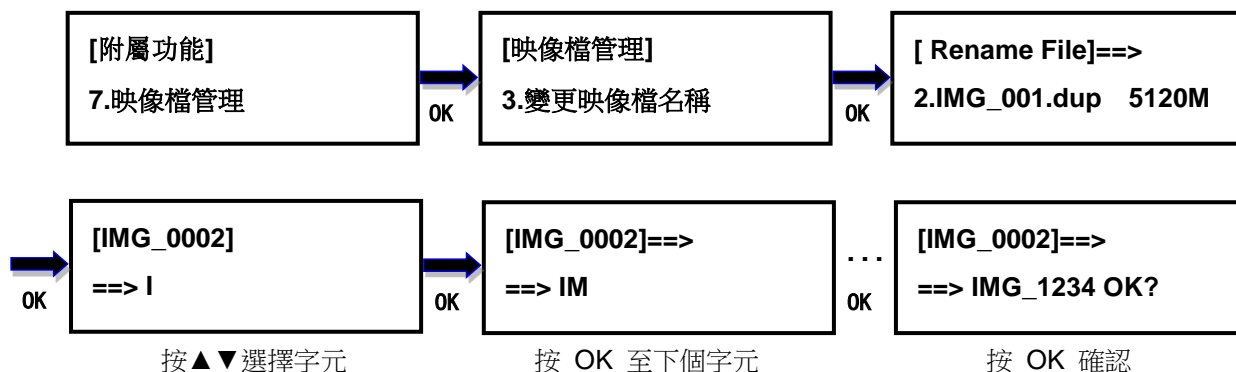 [附屬功能]
7.映像檔管理
OK
[映像檔管理]
3.變更映像檔名稱
OK
[ Rename File]==>
2.IMG_001.dup 5120M
OK
[IMG_0002]
==> I
按▲▼選擇字元
OK
[IMG_0002]==>
==> IM
按 OK 至下個字元
...
OK
[IMG_0002]==>
==> IMG_1234 OK?
按 OK 確認